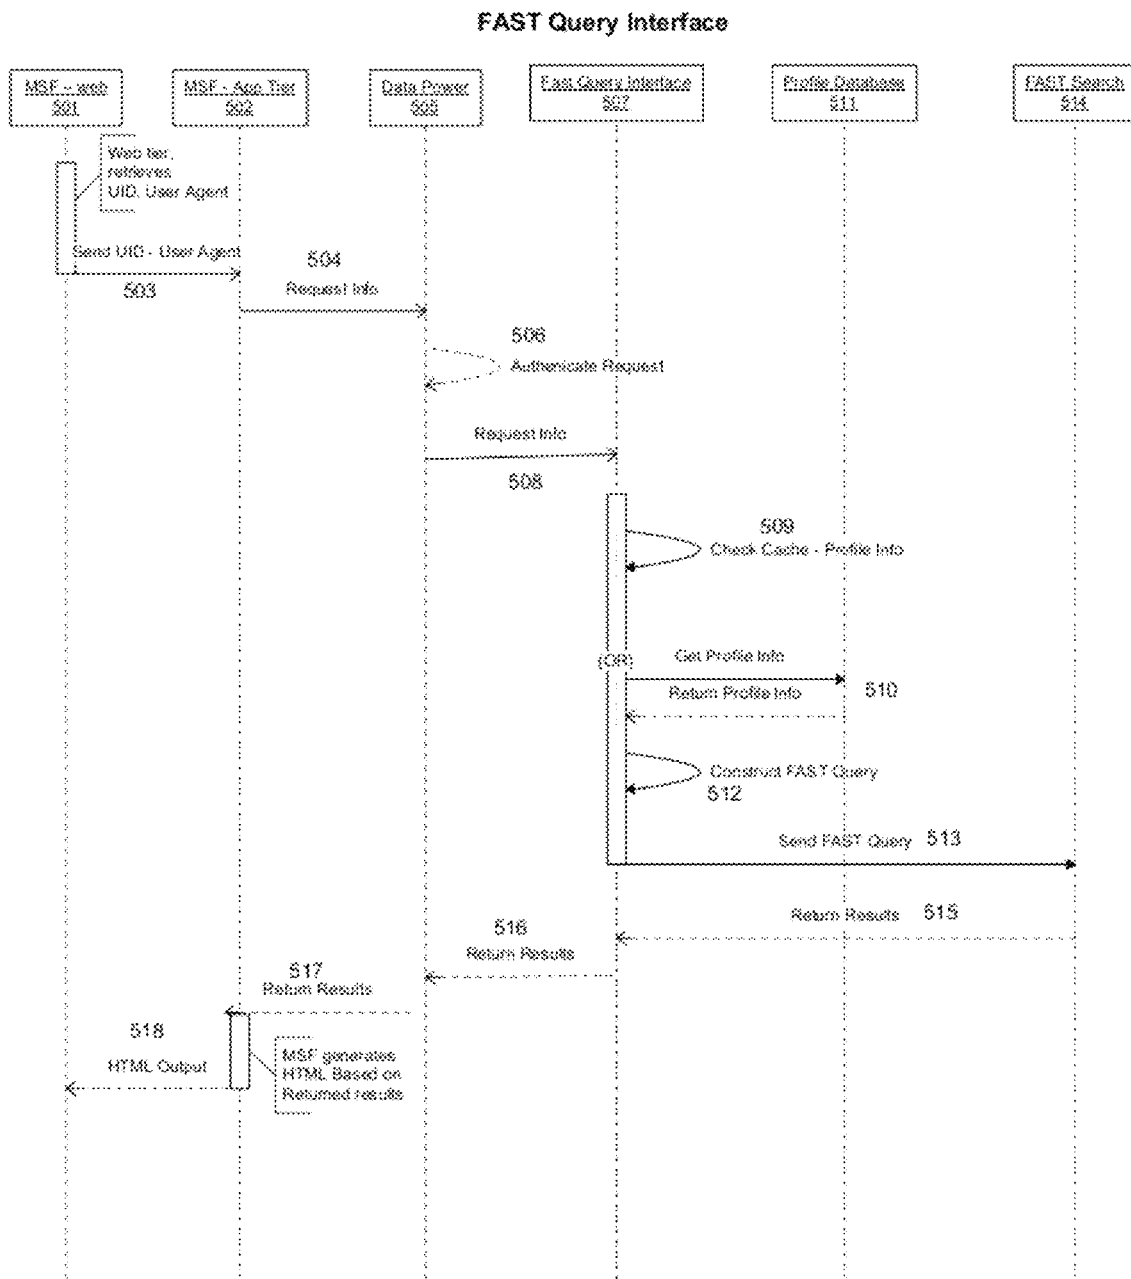 FAST Query Interface
MSF - web
501
MSF - App Tier
502
Data Power
505
Fast Query Interface
507
Profile Database
511
FAST Search
514
Web tier,
retrieves
UID, User Agent
Send UID - User Agent
503
504
Request Info
506
Authenicate Request
Request Info
508
509
Check Cache - Profile Info
(OR)
Get Profile Info
Return Profile Info
510
Construct FAST Query
512
Send FAST Query 513
Return Results 515
516
Return Results
517
Return Results
518
HTML Output
MSF generates
HTML Based on
Returned results